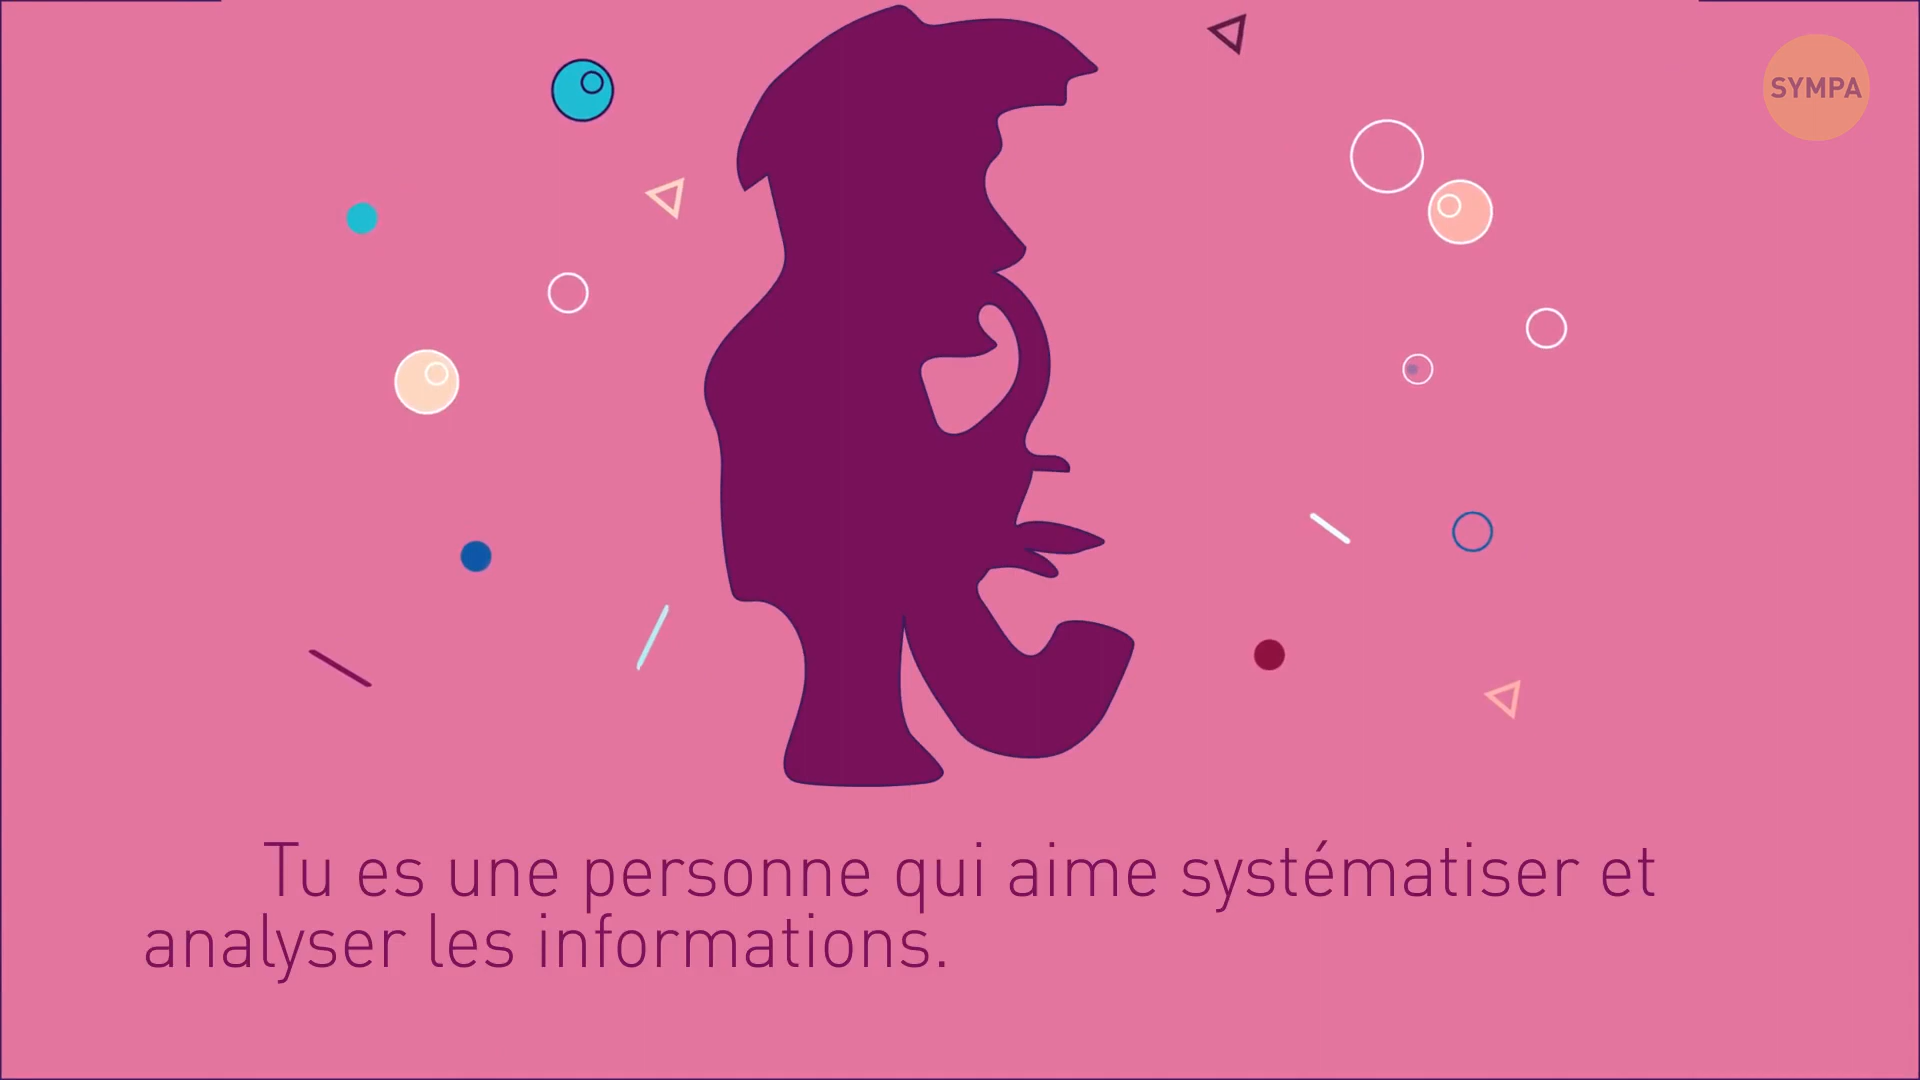 SYMPA
Tu es une personne qui aime systématiser et
analyser les informations.